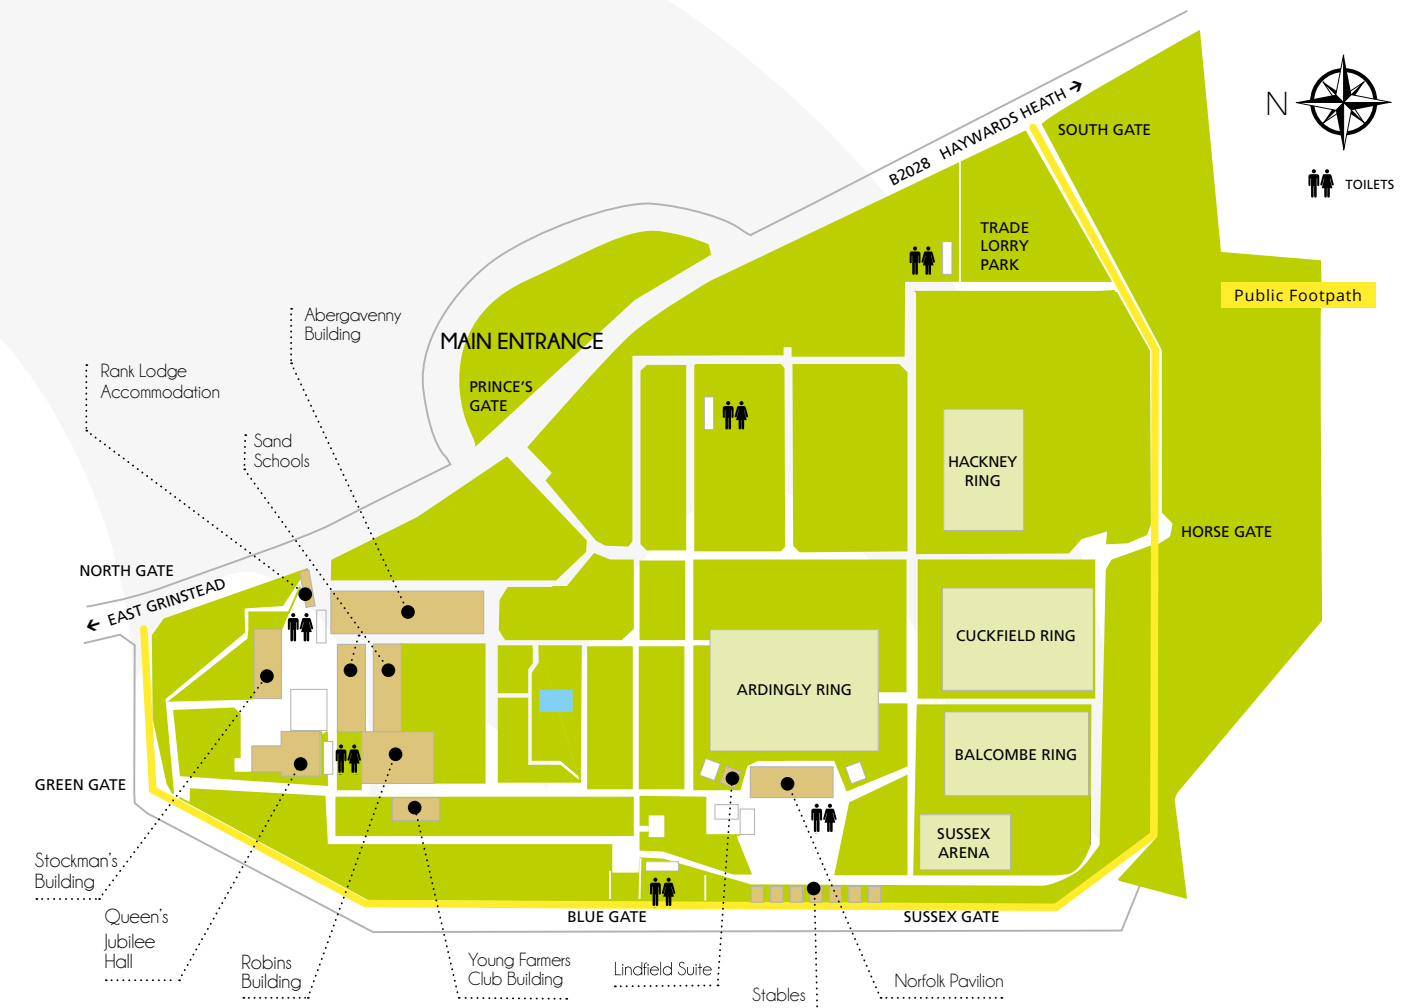 N
TOILETS
B2028 HAYWARDS HEATH →
SOUTH GATE
TRADE
LORRY
PARK
Public Footpath
Abergavenny
Building
MAIN ENTRANCE
PRINCE'S
GATE
Rank Lodge
Accommodation
Sand
Schools
HACKNEY
RING
HORSE GATE
NORTH GATE
← EAST GRINSTEAD
CUCKFIELD RING
ARDINGLY RING
BALCOMBE RING
GREEN GATE
SUSSEX
ARENA
Stockman's
Building
Queen's
Jubilee
Hall
BLUE GATE
SUSSEX GATE
Robins
Building
Young Farmers
Club Building
Lindfield Suite
Stables
Norfolk Pavilion